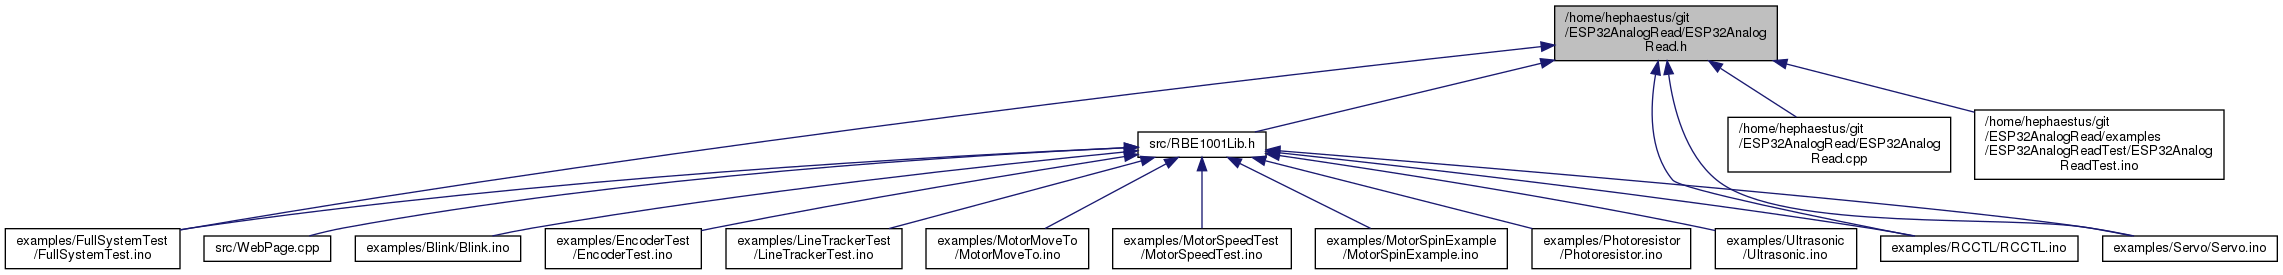 /home/hephaestus/git
/ESP32AnalogRead/ESP32Analog
Read.h
src/RBE1001Lib.h
/home/hephaestus/git
/ESP32AnalogRead/ESP32Analog
Read.cpp
/home/hephaestus/git
/ESP32AnalogRead/examples
/ESP32AnalogReadTest/ESP32Analog
ReadTest.ino
examples/FullSystemTest
/FullSystemTest.ino
src/WebPage.cpp
examples/Blink/Blink.ino
examples/EncoderTest
/EncoderTest.ino
examples/LineTrackerTest
/LineTrackerTest.ino
examples/MotorMoveTo
/MotorMoveTo.ino
examples/MotorSpeedTest
/MotorSpeedTest.ino
examples/MotorSpinExample
/MotorSpinExample.ino
examples/Photoresistor
/Photoresistor.ino
examples/Ultrasonic
/Ultrasonic.ino
examples/RCCTL/RCCTL.ino
examples/Servo/Servo.ino